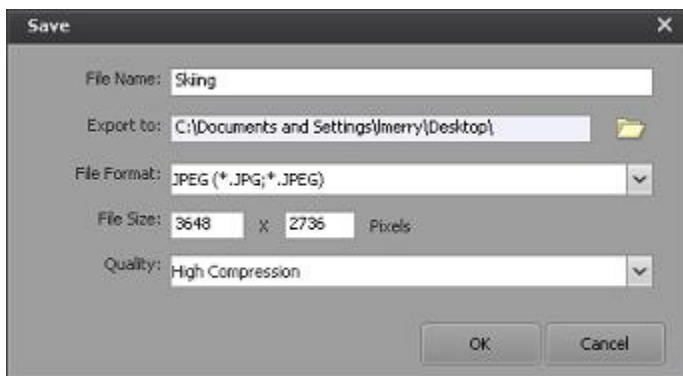 Save
File Name: Skiing
Export to: C:\Documents and Settings\lmerry\Desktop\
File Format: JPEG (*.JPG;*.JPEG)
File Size: 3648 X 2736 Pixels
Quality: High Compression
OK Cancel